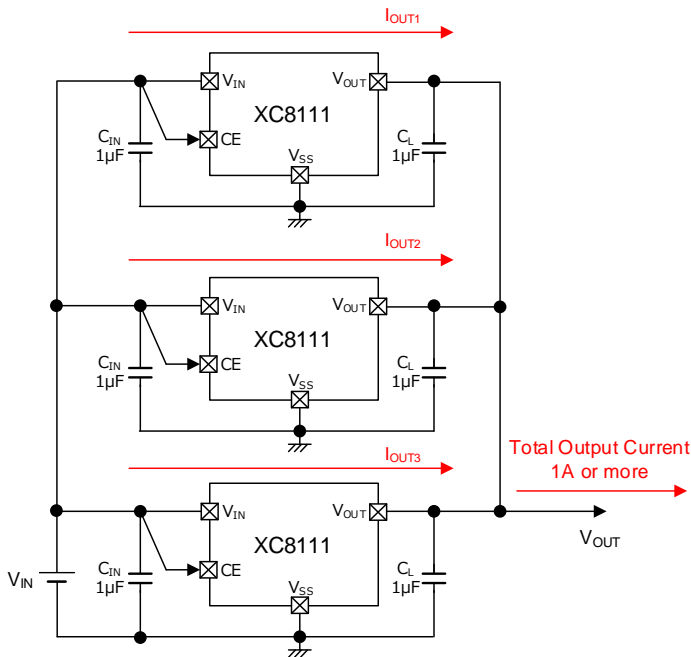 IOUT1
VIN
VOUT
XC8111
CIN
1µF
CE
VSS
CL
1µF
IOUT2
VIN
VOUT
XC8111
CIN
1µF
CE
VSS
CL
1µF
IOUT3
Total Output Current
1A or more
VIN
VOUT
XC8111
VOUT
VIN
CIN
1µF
CE
VSS
CL
1µF